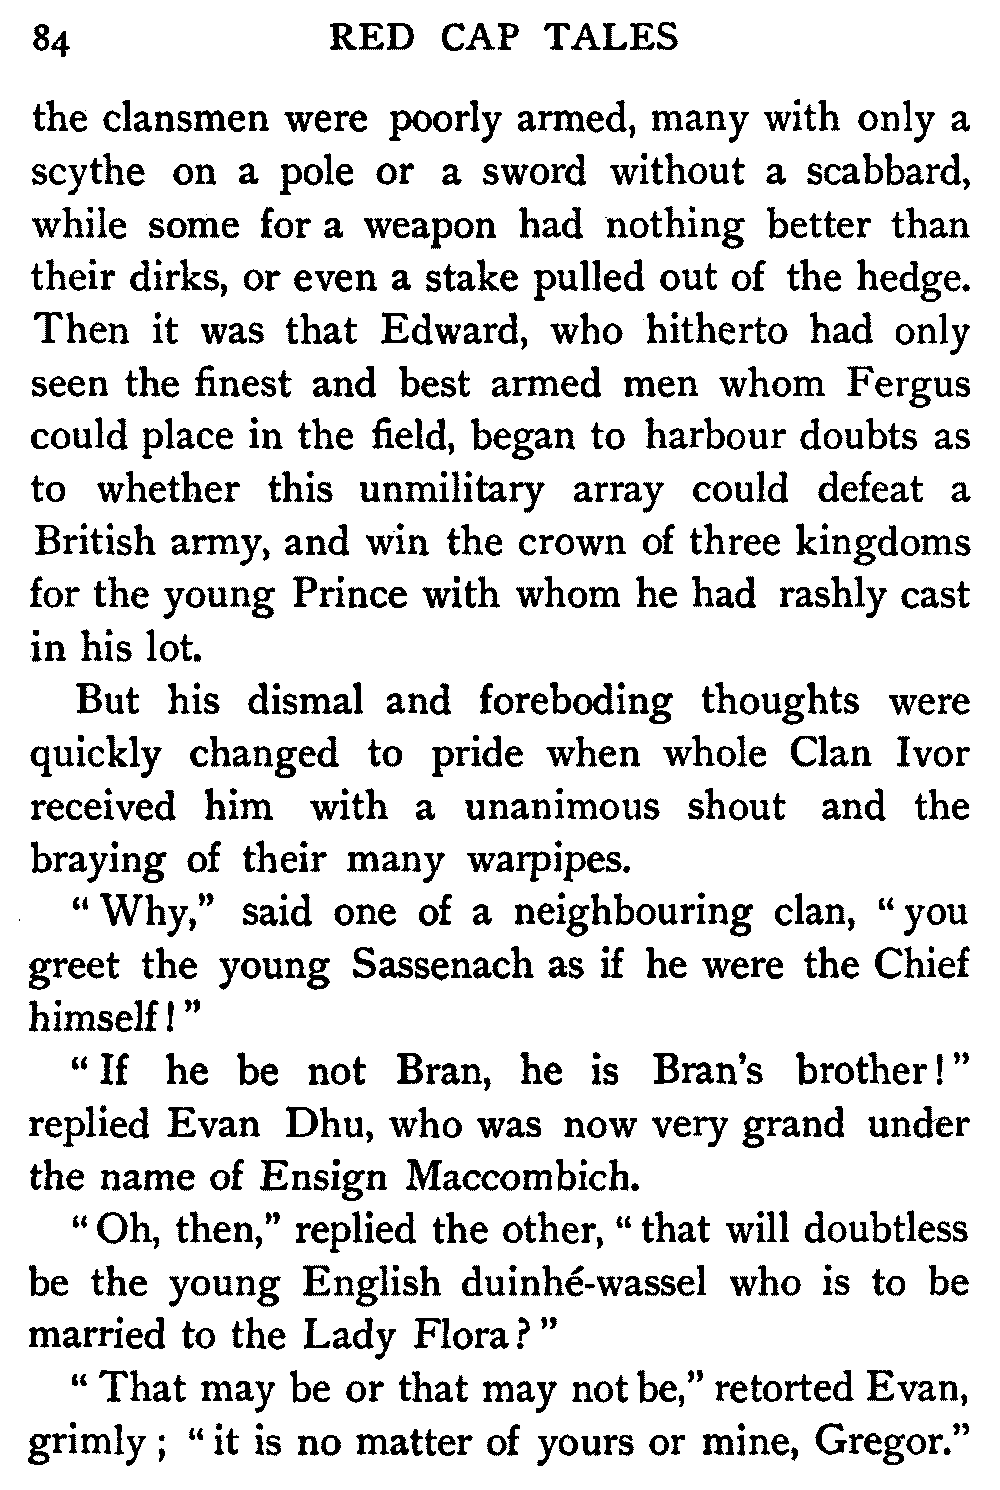 84 RED CAP TALES
the clansmen were poorly armed, many with only a
scythe on a pole or a sword without a scabbard,
while some for a weapon had nothing better than
their dirks, or even a stake pulled out of the hedge.
Then it was that Edward, who hitherto had only
seen the finest and best armed men whom Fergus
could place in the field, began to harbour doubts as
to whether this unmilitary array could defeat a
British army, and win the crown of three kingdoms
for the young Prince with whom he had rashly cast
in his lot.
But his dismal and foreboding thoughts were
quickly changed to pride when whole Clan Ivor
received him with a unanimous shout and the
braying of their many warpipes.
“Why,” said one of a neighbouring clan, “you
greet the young Sassenach as if he were the Chief
himself!”
“If he be not Bran, he is Bran’s brother!”
replied Evan Dhu, who was now very grand under
the name of Ensign Maccombich.
“Oh, then,” replied the other, “that will doubtless
be the young English duinhé-wassel who is to be
married to the Lady Flora?”
“That may be or that may not be,” retorted Evan,
grimly; “it is no matter of yours or mine, Gregor.”